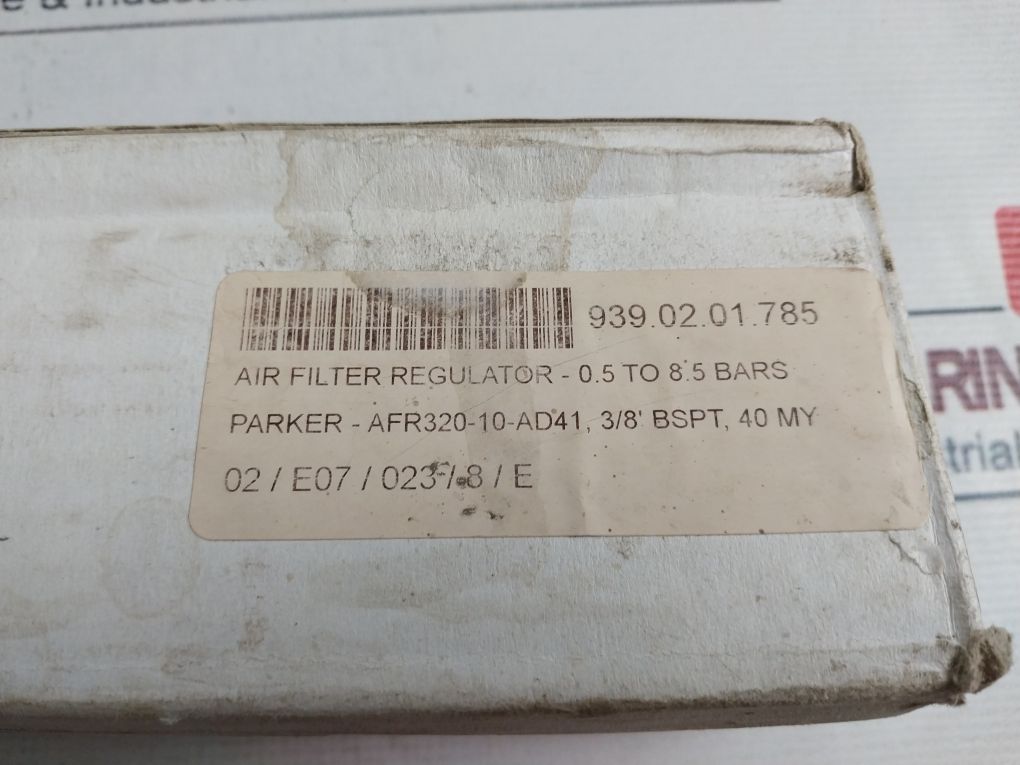 939.02.01.785
AIR FILTER REGULATOR - 0.5 TO 8.5 BARS
PARKER - AFR320-10-AD41, 3/8' BSPT, 40 MY
02 / E07 / 023 / 8 / E